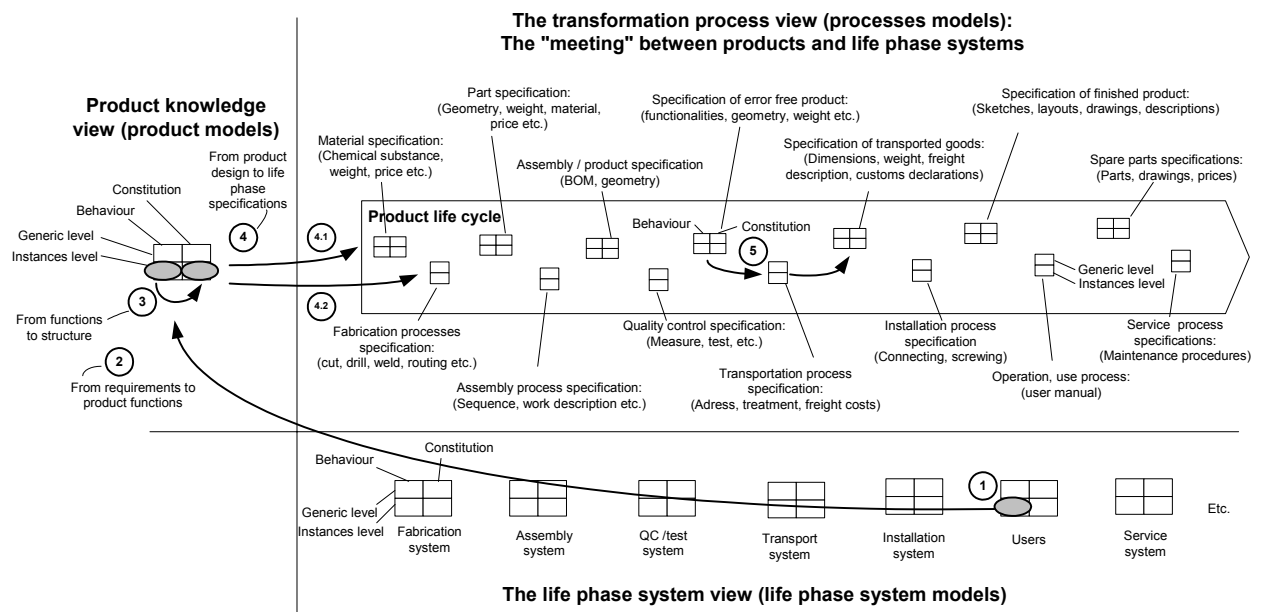 The transformation process view (processes models):
The "meeting" between products and life phase systems
Product knowledge
view (product models)
From product
design to life
phase
specifications
Constitution
Behaviour
Generic level
Instances level
4
3
From functions
to structure
2
From requirements to
product functions
4.1
4.2
Material specification:
(Chemical substance,
weight, price etc.)
Part specification:
(Geometry, weight, material,
price etc.)
Assembly / product specification
(BOM, geometry)
Specification of error free product:
(functionalities, geometry, weight etc.)
Specification of transported goods:
(Dimensions, weight, freight
description, customs declarations)
Specification of finished product:
(Sketches, layouts, drawings, descriptions)
Spare parts specifications:
(Parts, drawings, prices)
Product life cycle
Behaviour
Constitution
5
Generic level
Instances level
Fabrication processes
specification:
(cut, drill, weld, routing etc.)
Assembly process specification:
(Sequence, work description etc.)
Quality control specification:
(Measure, test, etc.)
Transportation process
specification:
(Adress, treatment, freight costs)
Installation process
specification
(Connecting, screwing)
Operation, use process:
(user manual)
Service process
specifications:
(Maintenance procedures)
Behaviour
Constitution
Generic level
Instances level
1
Fabrication
system
Assembly
system
QC /test
system
Transport
system
Installation
system
Users
Service
system
Etc.
The life phase system view (life phase system models)